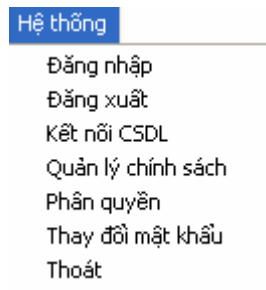 Hệ thống
Đăng nhập
Đăng xuất
Kết nối CSDL
Quản lý chính sách
Phân quyền
Thay đổi mật khẩu
Thoát